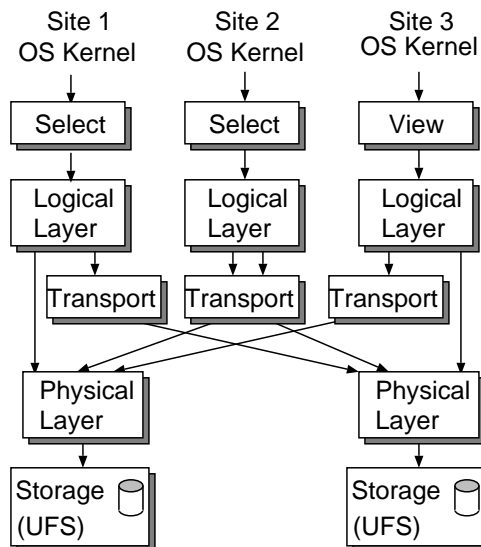 Site 1
OS Kernel
Site 2
OS Kernel
Site 3
OS Kernel
Select
Select
View
Logical
Layer
Logical
Layer
Logical
Layer
Transport
Transport
Transport
Physical
Layer
Physical
Layer
Storage
(UFS)
Storage
(UFS)